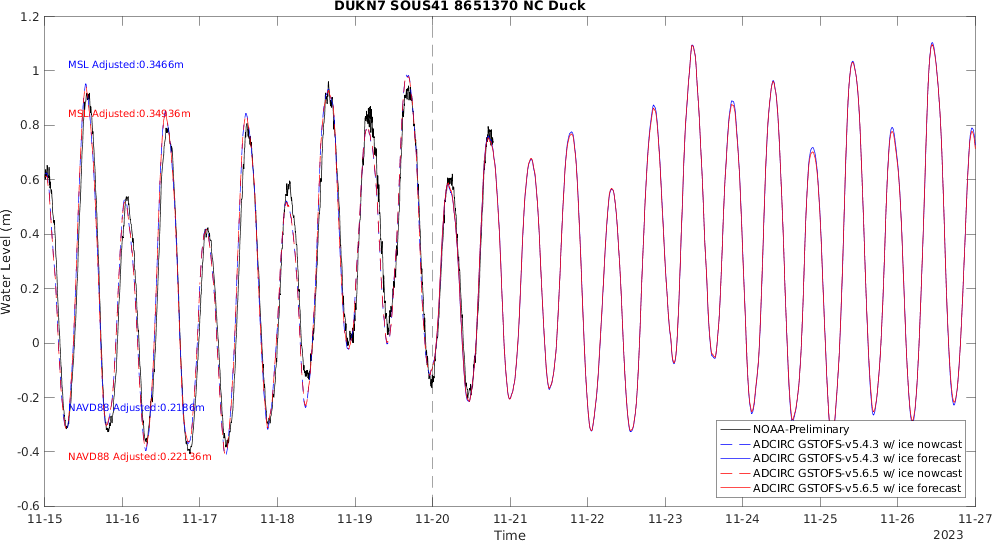 DUKN7 SOUS41 8651370 NC Duck
1.2
1
0.8
0.6
0.4
0.2
0
-0.2
-0.4
-0.6
Water Level (m)
MSL Adjusted:0.3466m
MSL Adjusted:0.34936m
NAVD88 Adjusted:0.2186m
NAVD88 Adjusted:0.22136m
NOAA-Preliminary
ADCIRC GSTOFS-v5.4.3 w/ ice nowcast
ADCIRC GSTOFS-v5.4.3 w/ ice forecast
ADCIRC GSTOFS-v5.6.5 w/ ice nowcast
ADCIRC GSTOFS-v5.6.5 w/ ice forecast
11-15 11-16 11-17 11-18 11-19 11-20 11-21 11-22 11-23 11-24 11-25 11-26 11-27
Time
2023